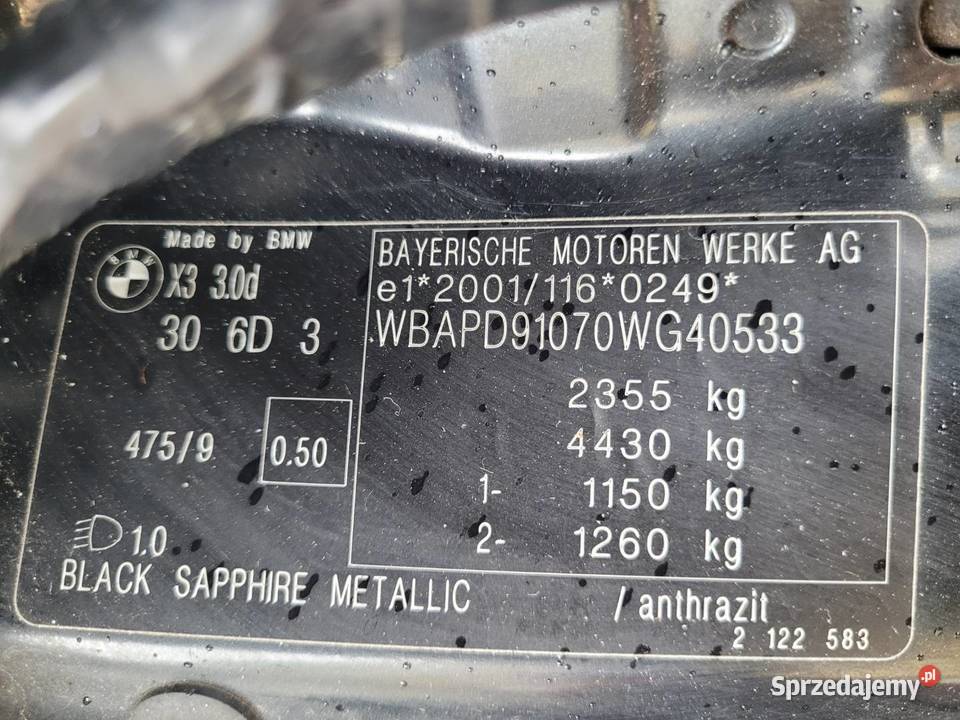 Made by BMW
BMW
X3 3.0d
30 6D 3
475/9
0.50
1.0
BAYERISCHE MOTOREN WERKE AG
e1*2001/116*0249*
WBAPD91070WG40533
2355 kg
4430 kg
1- 1150 kg
2- 1260 kg
BLACK SAPPHIRE METALLIC / anthrazit
2 122 583
Sprzedajemy.pl